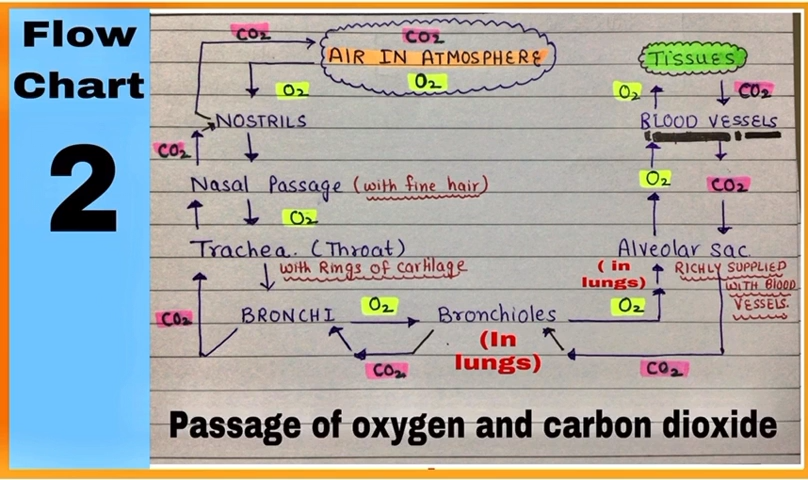 Flow
Chart
2
CO₂ CO₂
AIR IN ATMOSPHERE
O₂ O₂
TISSUES
O₂ CO₂
NOSTRILS
BLOOD VESSELS
CO₂
Nasal Passage (with fine hair)
O₂ CO₂
O₂
Trachea. (Throat)
with Rings of cartilage
Alveolar sac
(in
lungs)
RICHLY SUPPLIED
WITH BLOOD
VESSELS.
CO₂
BRONCHI O₂ Bronchioles O₂
(In
lungs)
CO₂ CO₂
Passage of oxygen and carbon dioxide